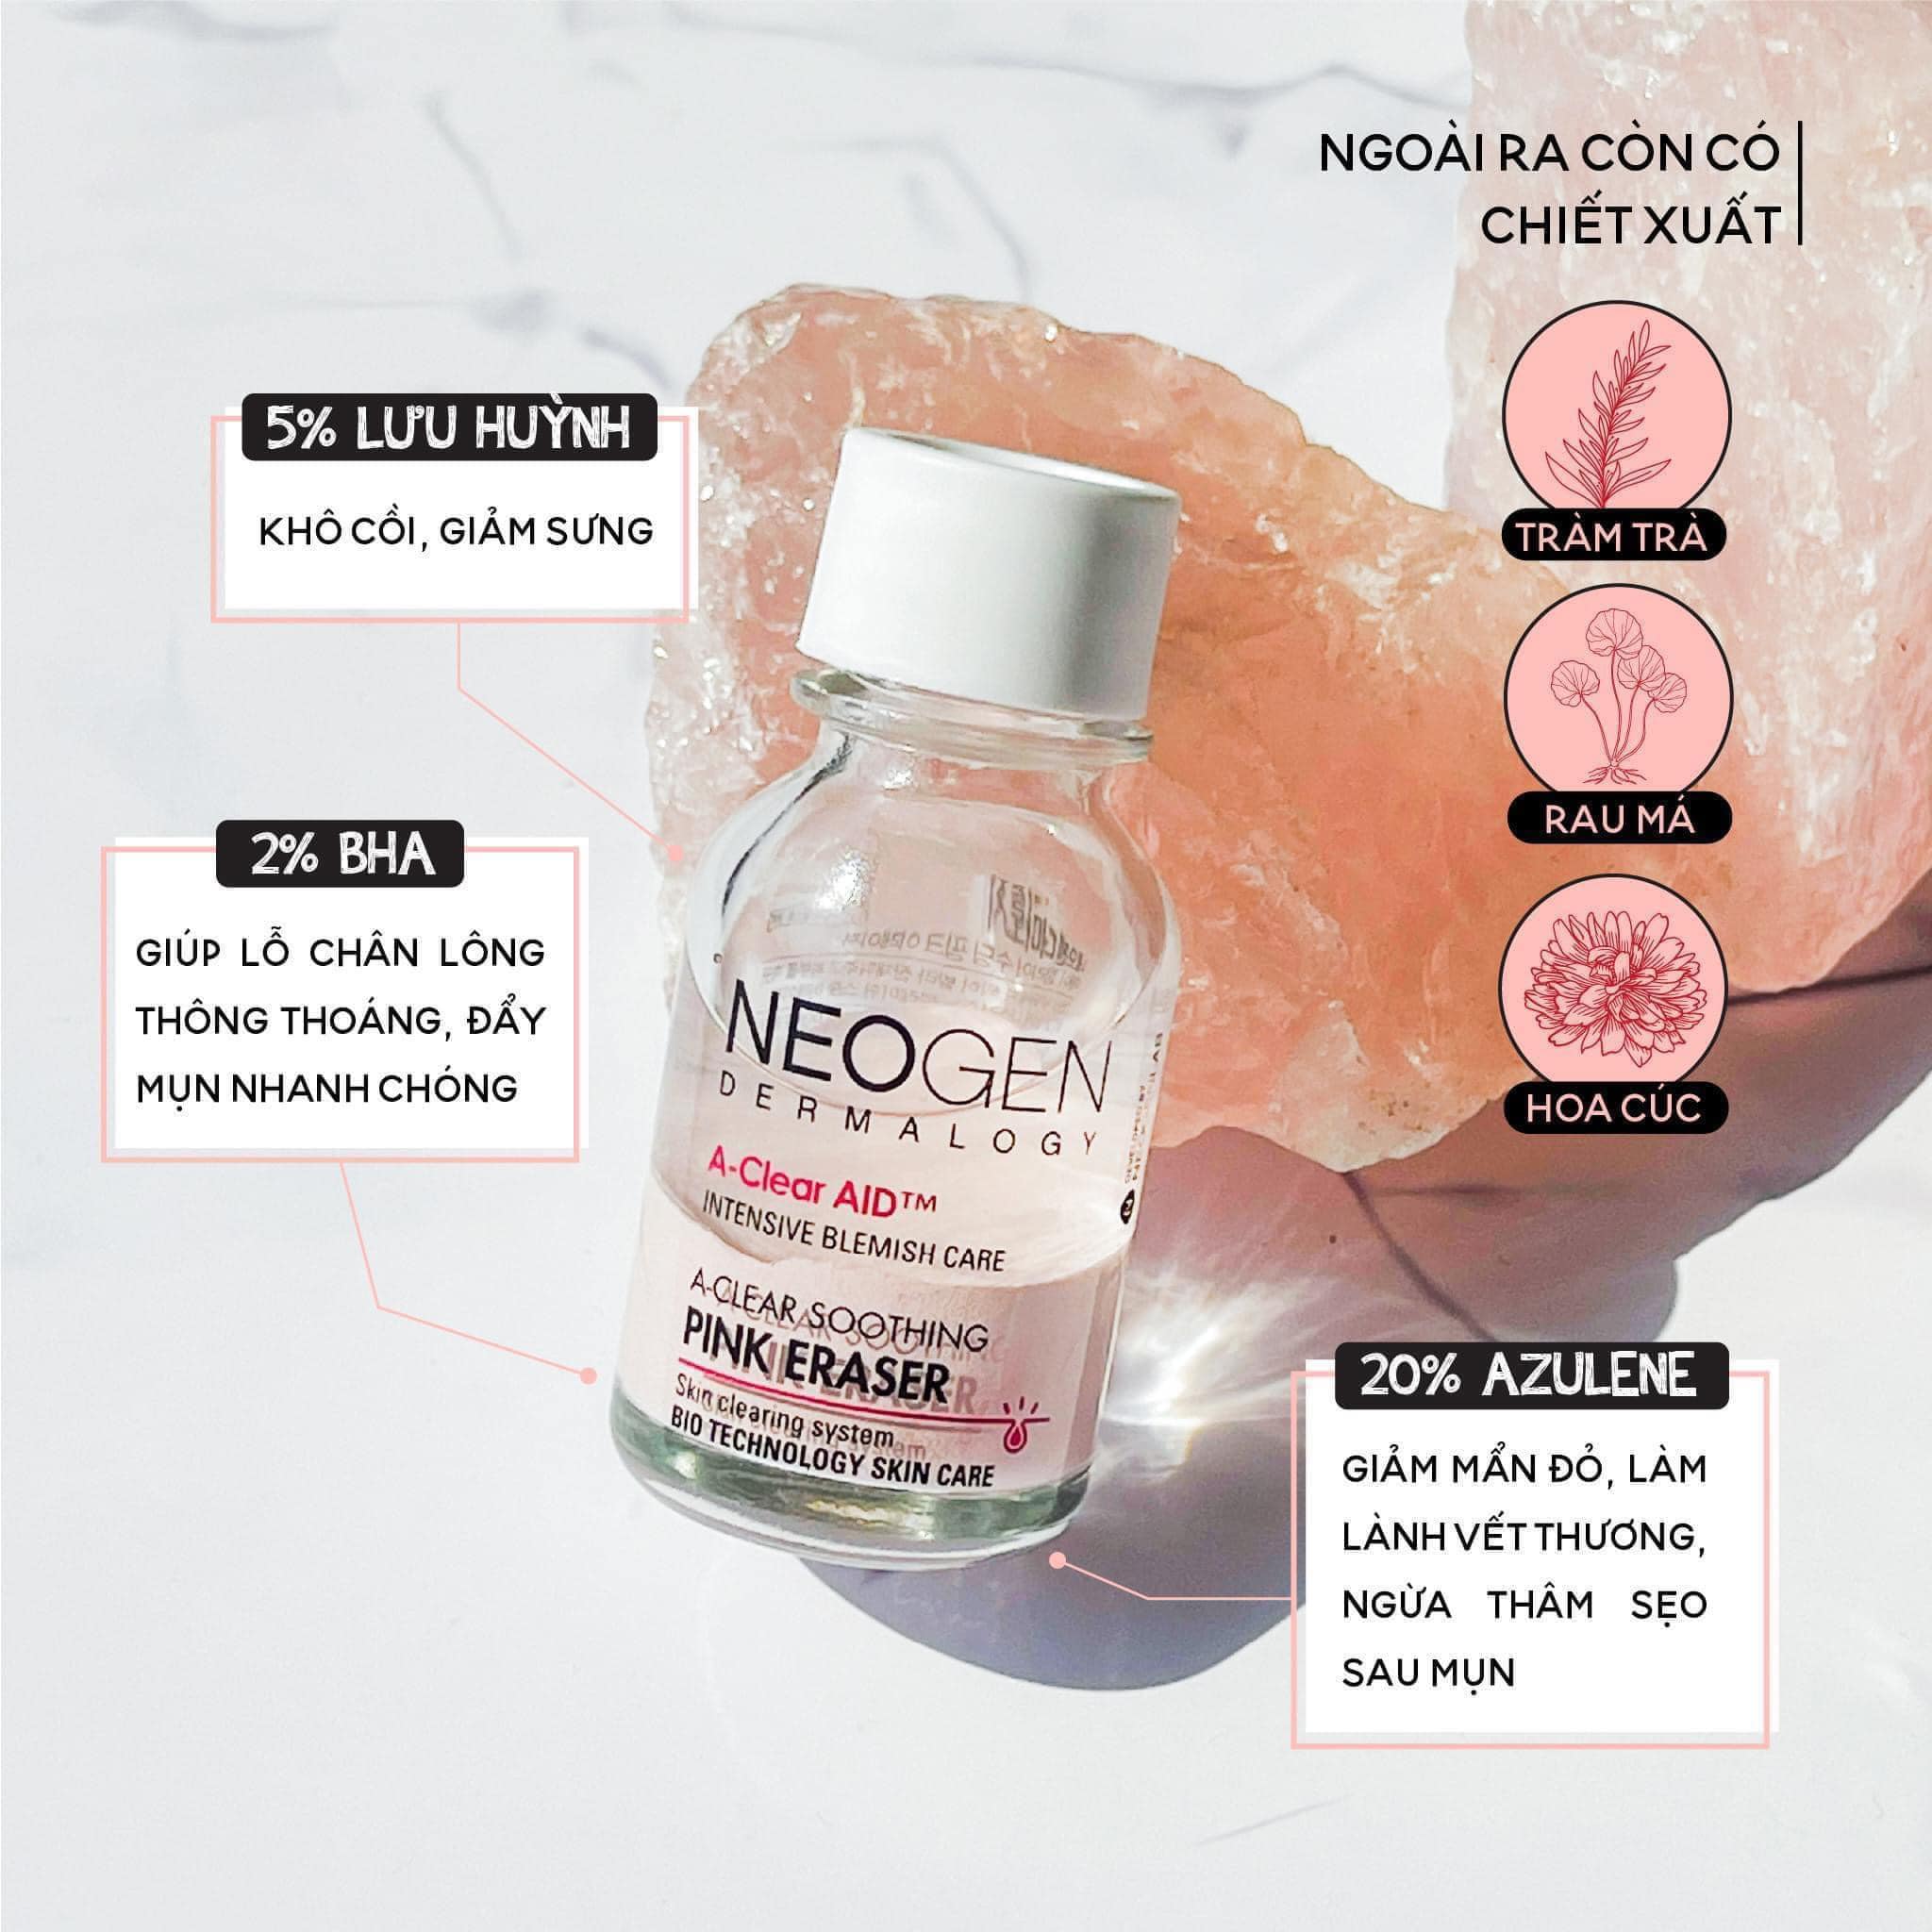 NGOÀI RA CÒN CÓ
CHIẾT XUẤT
TRÀM TRÀ
RAU MÁ
HOA CÚC
5% LƯU HUỲNH
KHÔ CỒI, GIẢM SƯNG
2% BHA
GIÚP LỖ CHÂN LÔNG
THÔNG THOÁNG, ĐẨY
MỤN NHANH CHÓNG
NEOGEN
DERMALOGY
A-Clear AID™
INTENSIVE BLEMISH CARE
A-CLEAR SOOTHING
PINK ERASER
Skin clearing system
BIO TECHNOLOGY SKIN CARE
20% AZULENE
GIẢM MẨN ĐỎ, LÀM
LÀNH VẾT THƯƠNG,
NGỪA THÂM SẸO
SAU MỤN